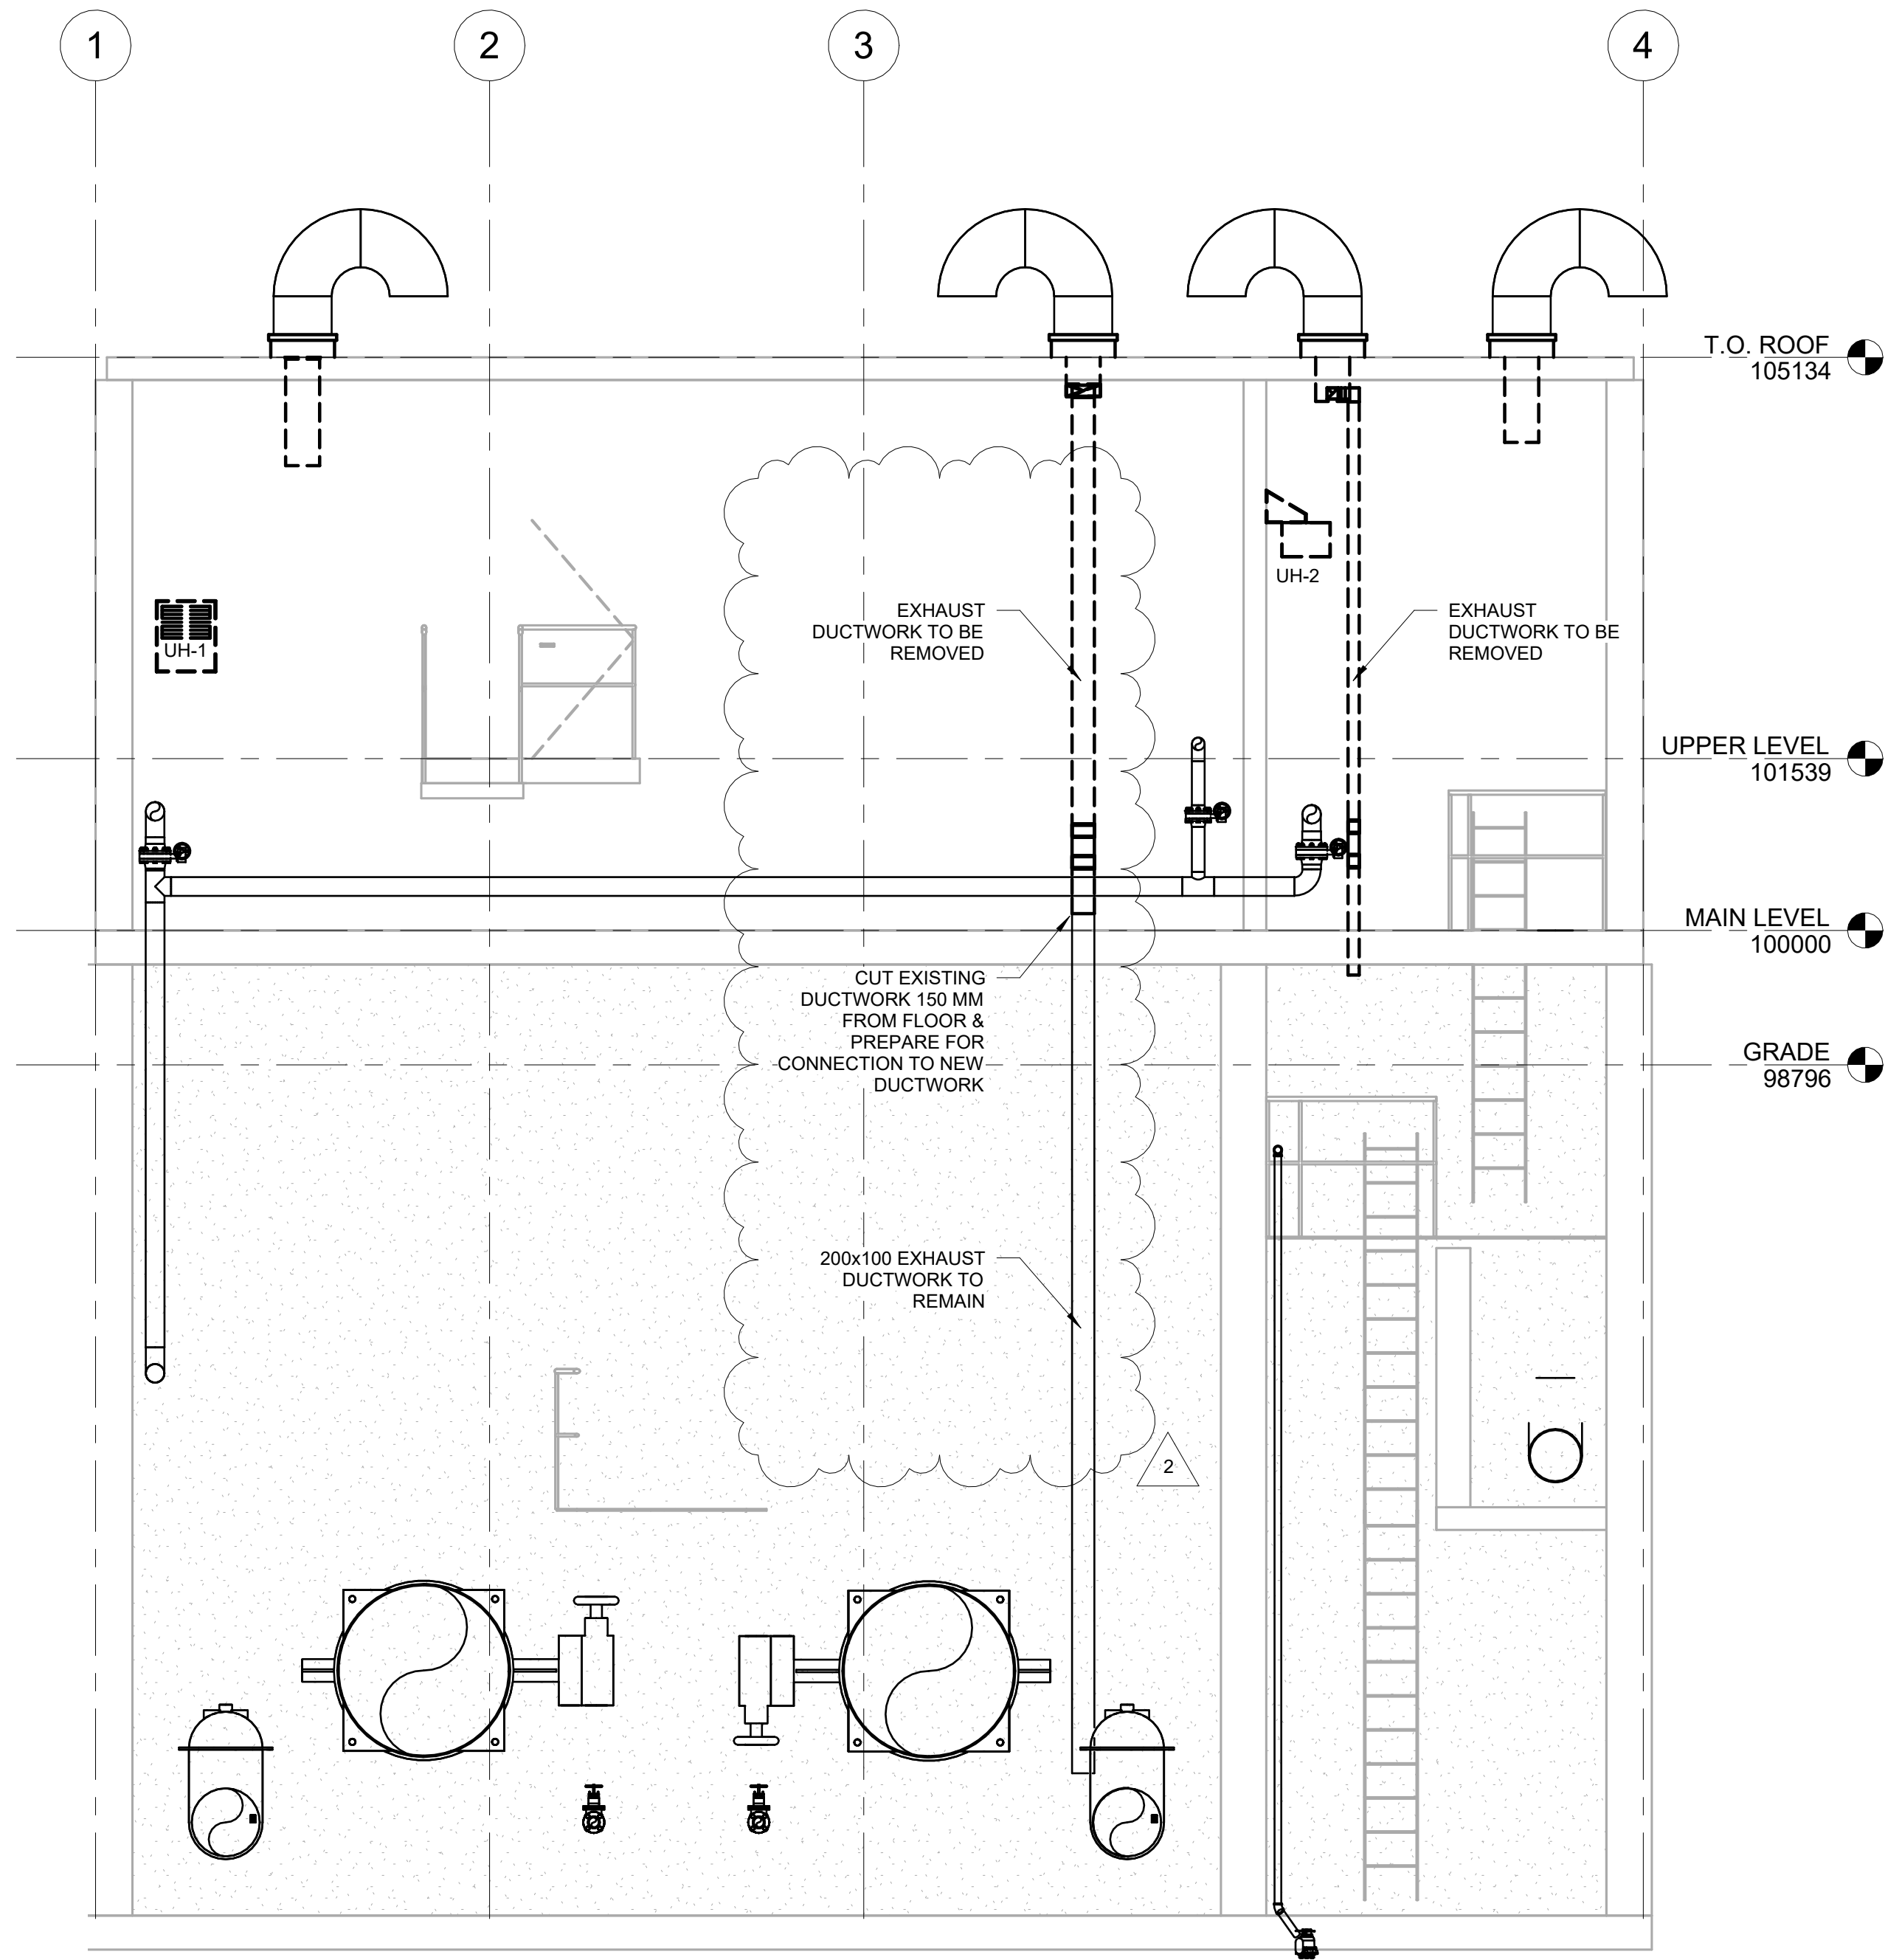 1
2
3
4
T.O. ROOF
105134
UH-2
EXHAUST
DUCTWORK TO BE
REMOVED
EXHAUST
DUCTWORK TO BE
REMOVED
UH-1
UPPER LEVEL
101539
MAIN LEVEL
100000
CUT EXISTING
DUCTWORK 150 MM
FROM FLOOR &
PREPARE FOR
CONNECTION TO NEW
DUCTWORK
GRADE
98796
200x100 EXHAUST
DUCTWORK TO
REMAIN
2